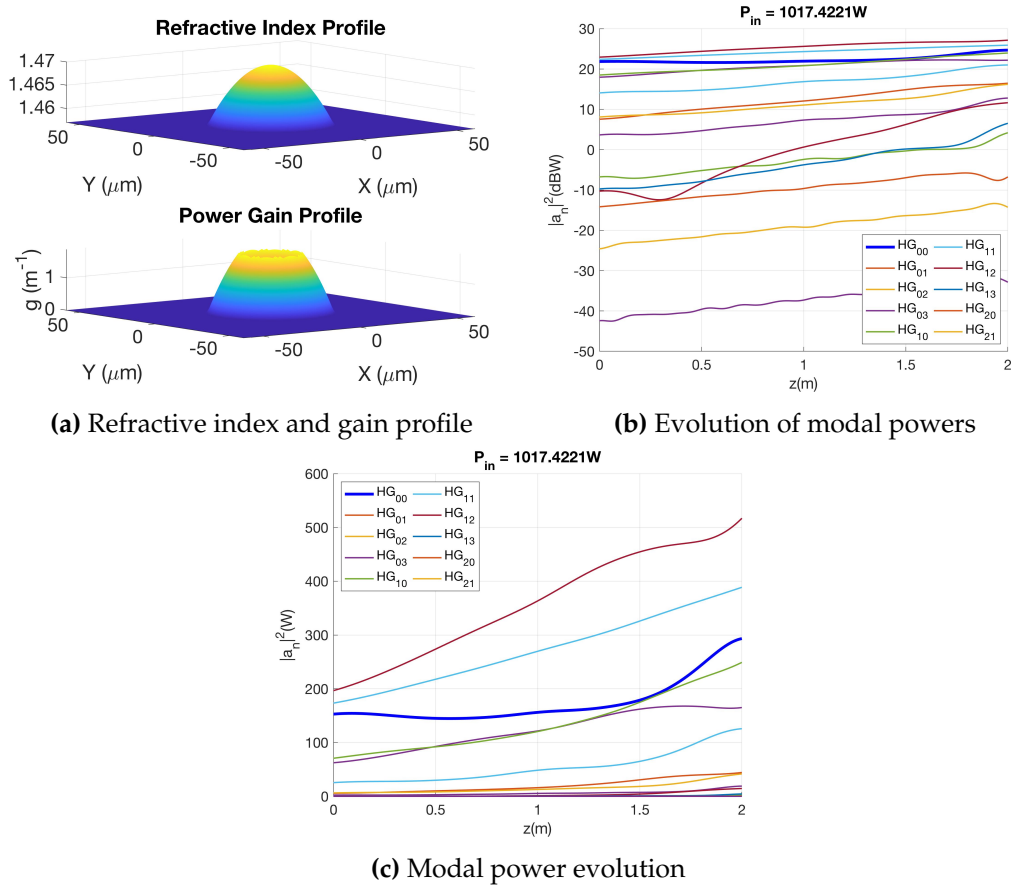 Refractive Index Profile
1.47
1.465
1.46
50
0
-50
Y (μm)
-50
0
50
X (μm)
Power Gain Profile
g (m⁻¹)
1
0
50
0
-50
Y (μm)
-50
0
50
X (μm)
(a) Refractive index and gain profile
P_in = 1017.4221W
|a_n|²(dBW)
30
20
10
0
-10
-20
-30
-40
-50
0 0.5 1 1.5 2
z(m)
HG₀₀ HG₁₁
HG₀₁ HG₁₂
HG₀₂ HG₁₃
HG₀₃ HG₂₀
HG₁₀ HG₂₁
(b) Evolution of modal powers
P_in = 1017.4221W
|a_n|²(W)
600
500
400
300
200
100
0
0 0.5 1 1.5 2
z(m)
HG₀₀ HG₁₁
HG₀₁ HG₁₂
HG₀₂ HG₁₃
HG₀₃ HG₂₀
HG₁₀ HG₂₁
(c) Modal power evolution